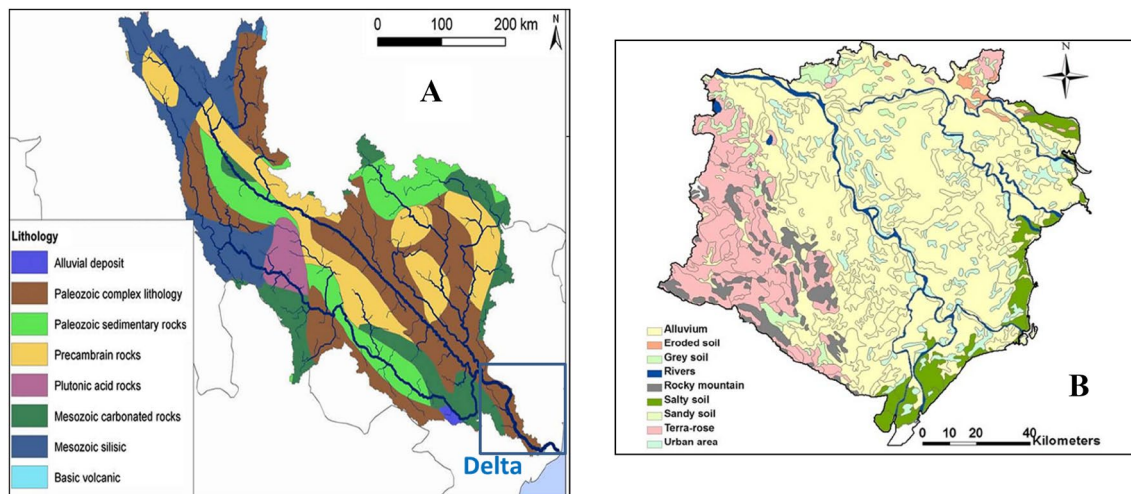 0 100 200 km
N
A
Lithology
Alluvial deposit
Paleozoic complex lithology
Paleozoic sedimentary rocks
Precambrain rocks
Plutonic acid rocks
Mesozoic carbonated rocks
Mesozoic silisic
Basic volcanic
Delta
N
Alluvium
Eroded soil
Grey soil
Rivers
Rocky mountain
Salty soil
Sandy soil
Terra-rose
Urban area
B
0 10 20 40
Kilometers